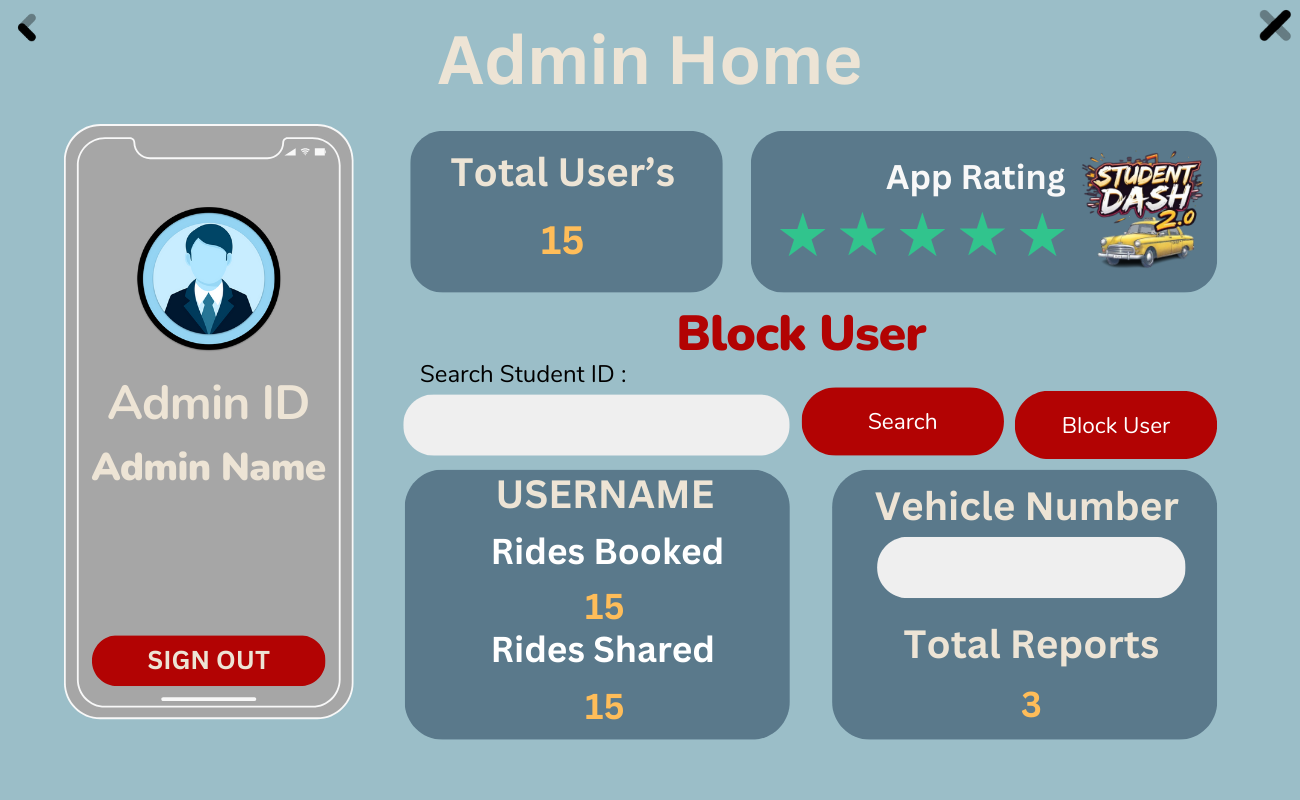 Admin Home
Admin ID
Admin Name
SIGN OUT
Total User’s
15
App Rating
STUDENT
DASH
2.0
Block User
Search Student ID :
Search
Block User
USERNAME
Rides Booked
15
Rides Shared
15
Vehicle Number
Total Reports
3